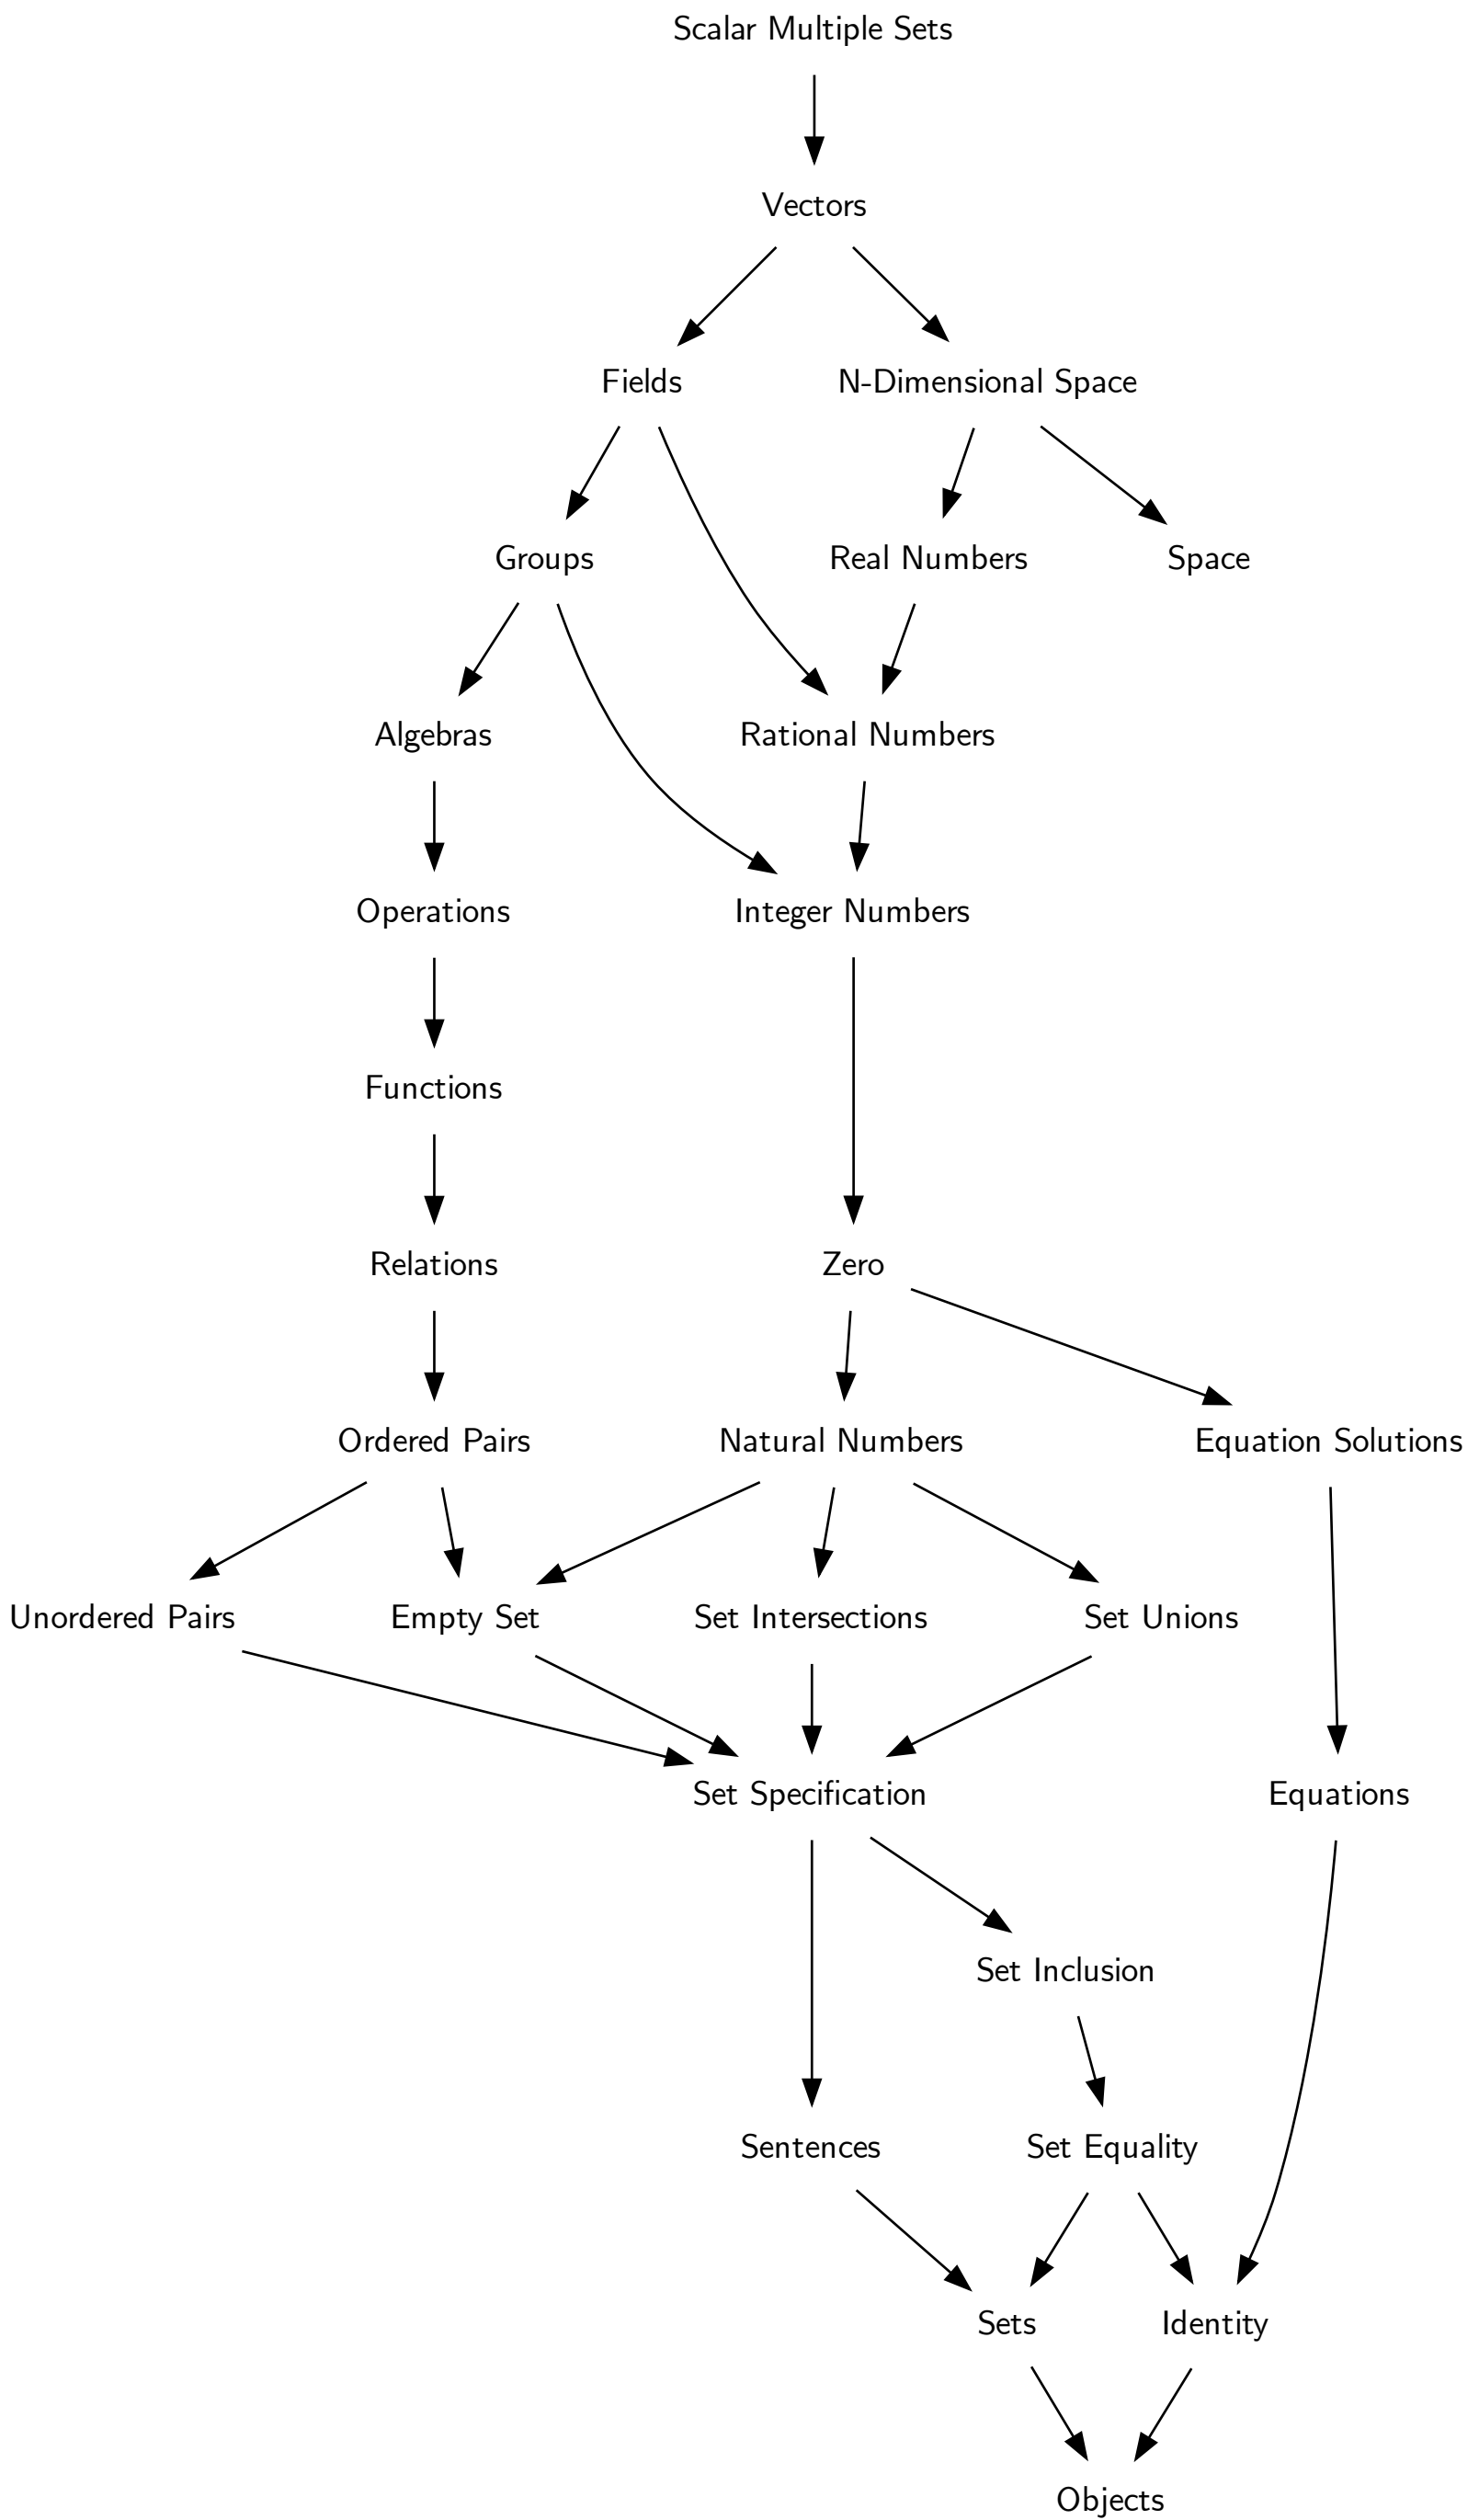 Scalar Multiple Sets
Vectors
Fields
N-Dimensional Space
Groups
Real Numbers
Space
Algebras
Rational Numbers
Operations
Integer Numbers
Functions
Relations
Zero
Ordered Pairs
Natural Numbers
Equation Solutions
Unordered Pairs
Empty Set
Set Intersections
Set Unions
Set Specification
Equations
Set Inclusion
Sentences
Set Equality
Sets
Identity
Objects